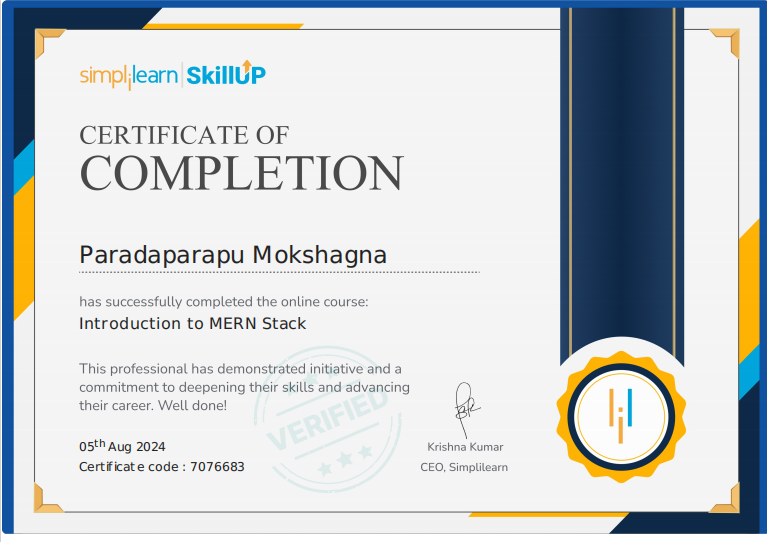 simplilearn SkillUP
CERTIFICATE OF
COMPLETION
Paradaparapu Mokshagna
has successfully completed the online course:
Introduction to MERN Stack
This professional has demonstrated initiative and a
commitment to deepening their skills and advancing
their career. Well done!
VERIFIED
05th Aug 2024
Certificate code : 7076683
Krishna Kumar
CEO, Simplilearn